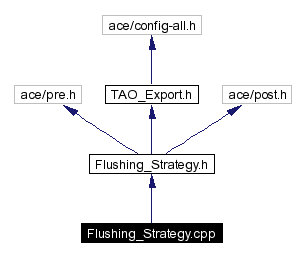 ace/config-all.h
ace/pre.h
TAO_Export.h
ace/post.h
Flushing_Strategy.h
Flushing_Strategy.cpp